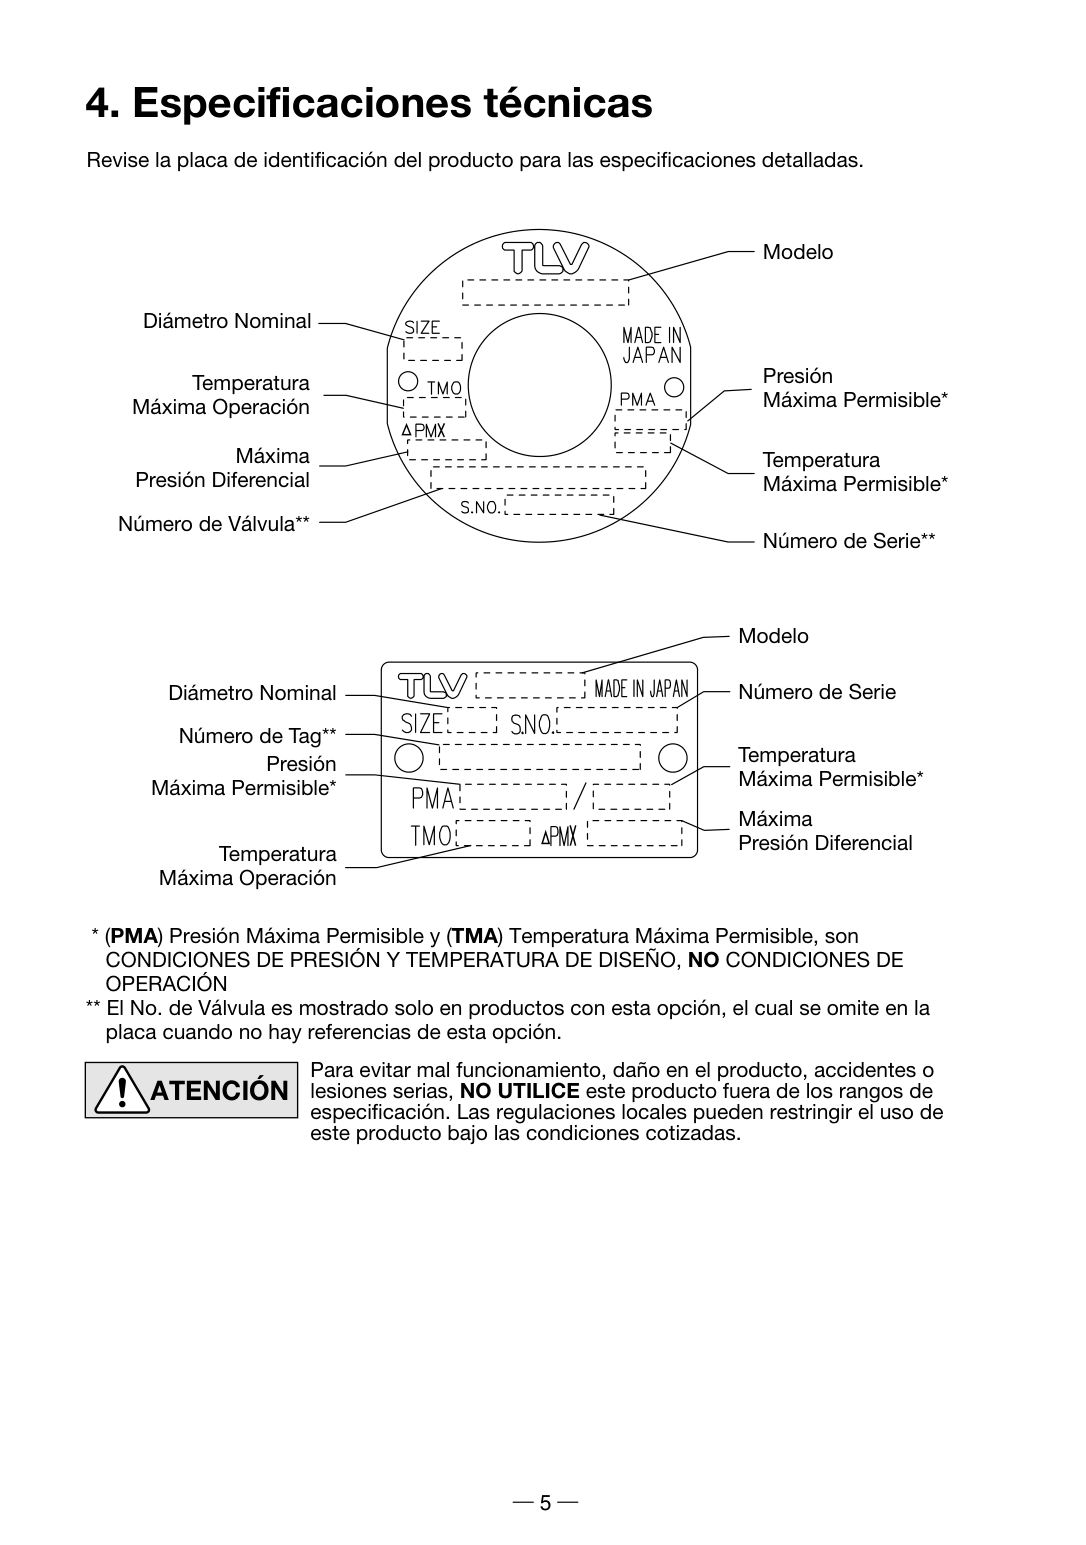 4. Especificaciones técnicas
Revise la placa de identificación del producto para las especificaciones detalladas.
TLV
Modelo
Diámetro Nominal
SIZE
MADE IN
JAPAN
Temperatura
Máxima Operación
TMO
PMA
Presión
Máxima Permisible*
Δ PMX
Máxima
Presión Diferencial
Temperatura
Máxima Permisible*
Número de Válvula**
S.NO.
Número de Serie**
Modelo
TLV
MADE IN JAPAN
Diámetro Nominal
SIZE
S.NO.
Número de Serie
Número de Tag**
Presión
Máxima Permisible*
PMA
/
Temperatura
Máxima Permisible*
TMO
ΔPMX
Máxima
Presión Diferencial
Temperatura
Máxima Operación
* (PMA) Presión Máxima Permisible y (TMA) Temperatura Máxima Permisible, son
CONDICIONES DE PRESIÓN Y TEMPERATURA DE DISEÑO, NO CONDICIONES DE
OPERACIÓN
** El No. de Válvula es mostrado solo en productos con esta opción, el cual se omite en la
placa cuando no hay referencias de esta opción.
ATENCIÓN
Para evitar mal funcionamiento, daño en el producto, accidentes o
lesiones serias, NO UTILICE este producto fuera de los rangos de
especificación. Las regulaciones locales pueden restringir el uso de
este producto bajo las condiciones cotizadas.
— 5 —